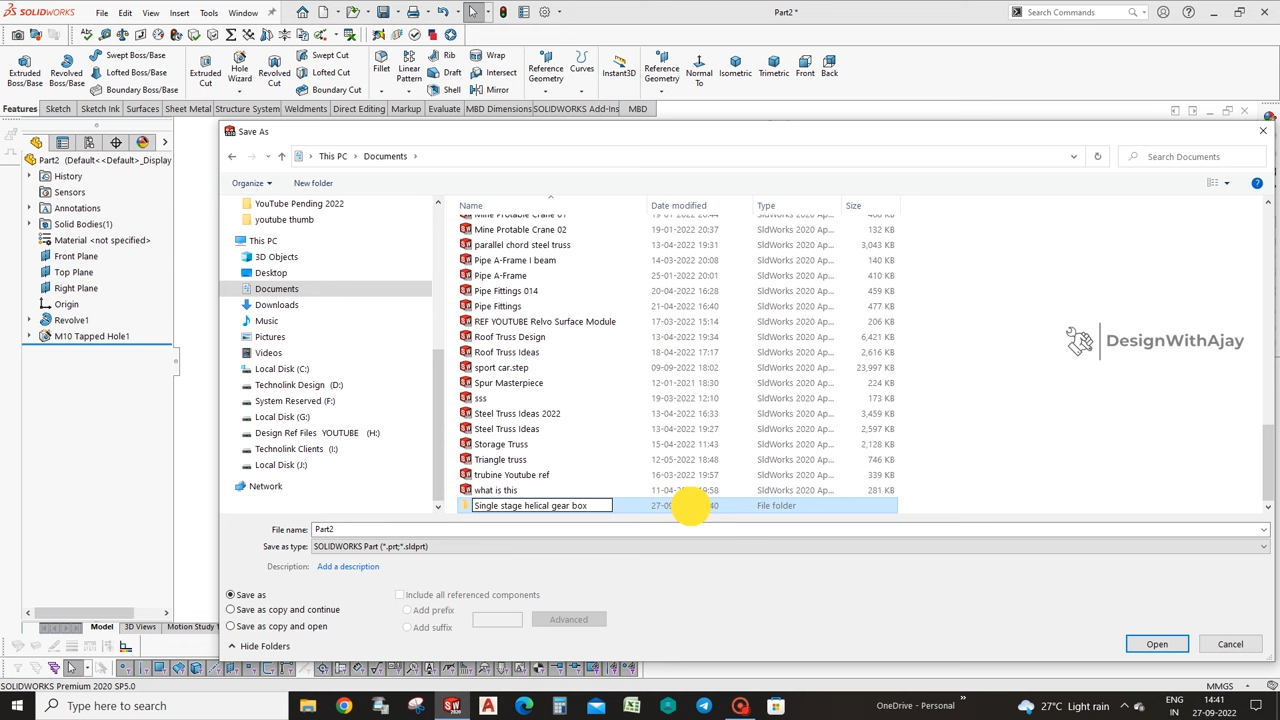 SOLIDWORKS
File
Edit
View
Insert
Tools
Window
Part2 *
Search Commands
Extruded Boss/Base
Revolved Boss/Base
Swept Boss/Base
Lofted Boss/Base
Boundary Boss/Base
Extruded Cut
Hole Wizard
Revolved Cut
Swept Cut
Lofted Cut
Boundary Cut
Fillet
Linear Pattern
Rib
Draft
Shell
Wrap
Intersect
Mirror
Reference Geometry
Curves
Instant3D
Reference Geometry
Normal To
Isometric
Trimetric
Front
Back
Features
Sketch
Sketch Ink
Surfaces
Sheet Metal
Structure System
Weldments
Direct Editing
Markup
Evaluate
MBD Dimensions
SOLIDWORKS Add-Ins
MBD
Part2 (Default<<Default>_Display
History
Sensors
Annotations
Solid Bodies(1)
Material <not specified>
Front Plane
Top Plane
Right Plane
Origin
Revolve1
M10 Tapped Hole1
Save As
This PC
Documents
Search Documents
Organize
New folder
YouTube Pending 2022
youtube thumb
This PC
3D Objects
Desktop
Documents
Downloads
Music
Pictures
Videos
Local Disk (C:)
Technolink Design (D:)
System Reserved (F:)
Local Disk (G:)
Design Ref Files YOUTUBE (H:)
Technolink Clients (I:)
Local Disk (J:)
Network
Name Date modified Type Size
Mine Protable Crane 02 19-01-2022 19:37 SldWorks 2020 Ap... 132 KB
parallel chord steel truss 13-04-2022 19:31 SldWorks 2020 Ap... 3,043 KB
Pipe A-Frame I beam 14-03-2022 20:08 SldWorks 2020 Ap... 140 KB
Pipe A-Frame 25-01-2022 20:01 SldWorks 2020 Ap... 410 KB
Pipe Fittings 014 20-04-2022 16:28 SldWorks 2020 Ap... 459 KB
Pipe Fittings 21-04-2022 16:40 SldWorks 2020 Ap... 477 KB
REF YOUTUBE Relvo Surface Module 17-03-2022 15:14 SldWorks 2020 Ap... 206 KB
Roof Truss Design 13-04-2022 19:34 SldWorks 2020 Ap... 6,421 KB
Roof Truss Ideas 18-04-2022 17:17 SldWorks 2020 Ap... 2,616 KB
sport car.step 09-09-2022 18:02 SldWorks 2020 Ap... 23,997 KB
Spur Masterpiece 12-01-2021 18:30 SldWorks 2020 Ap... 224 KB
sss 19-03-2022 12:10 SldWorks 2020 Ap... 173 KB
Steel Truss Ideas 2022 13-04-2022 16:33 SldWorks 2020 Ap... 3,459 KB
Steel Truss Ideas 13-04-2022 19:27 SldWorks 2020 Ap... 2,597 KB
Storage Truss 15-04-2022 11:43 SldWorks 2020 Ap... 2,128 KB
Triangle truss 12-05-2022 18:48 SldWorks 2020 Ap... 746 KB
trubine Youtube ref 16-03-2022 19:57 SldWorks 2020 Ap... 339 KB
what is this SldWorks 2020 Ap... 281 KB
Single stage helical gear box File folder
DesignWithAjay
File name: Part2
Save as type: SOLIDWORKS Part (*.prt;*.sldprt)
Description: Add a description
Save as
Save as copy and continue
Save as copy and open
Include all referenced components
Add prefix
Add suffix
Advanced
Hide Folders
Open
Cancel
Model
3D Views
Motion Study 1
SOLIDWORKS Premium 2020 SP5.0
MMGS
Type here to search
OneDrive - Personal
27°C Light rain
ENG
IN
14:41
27-09-2022